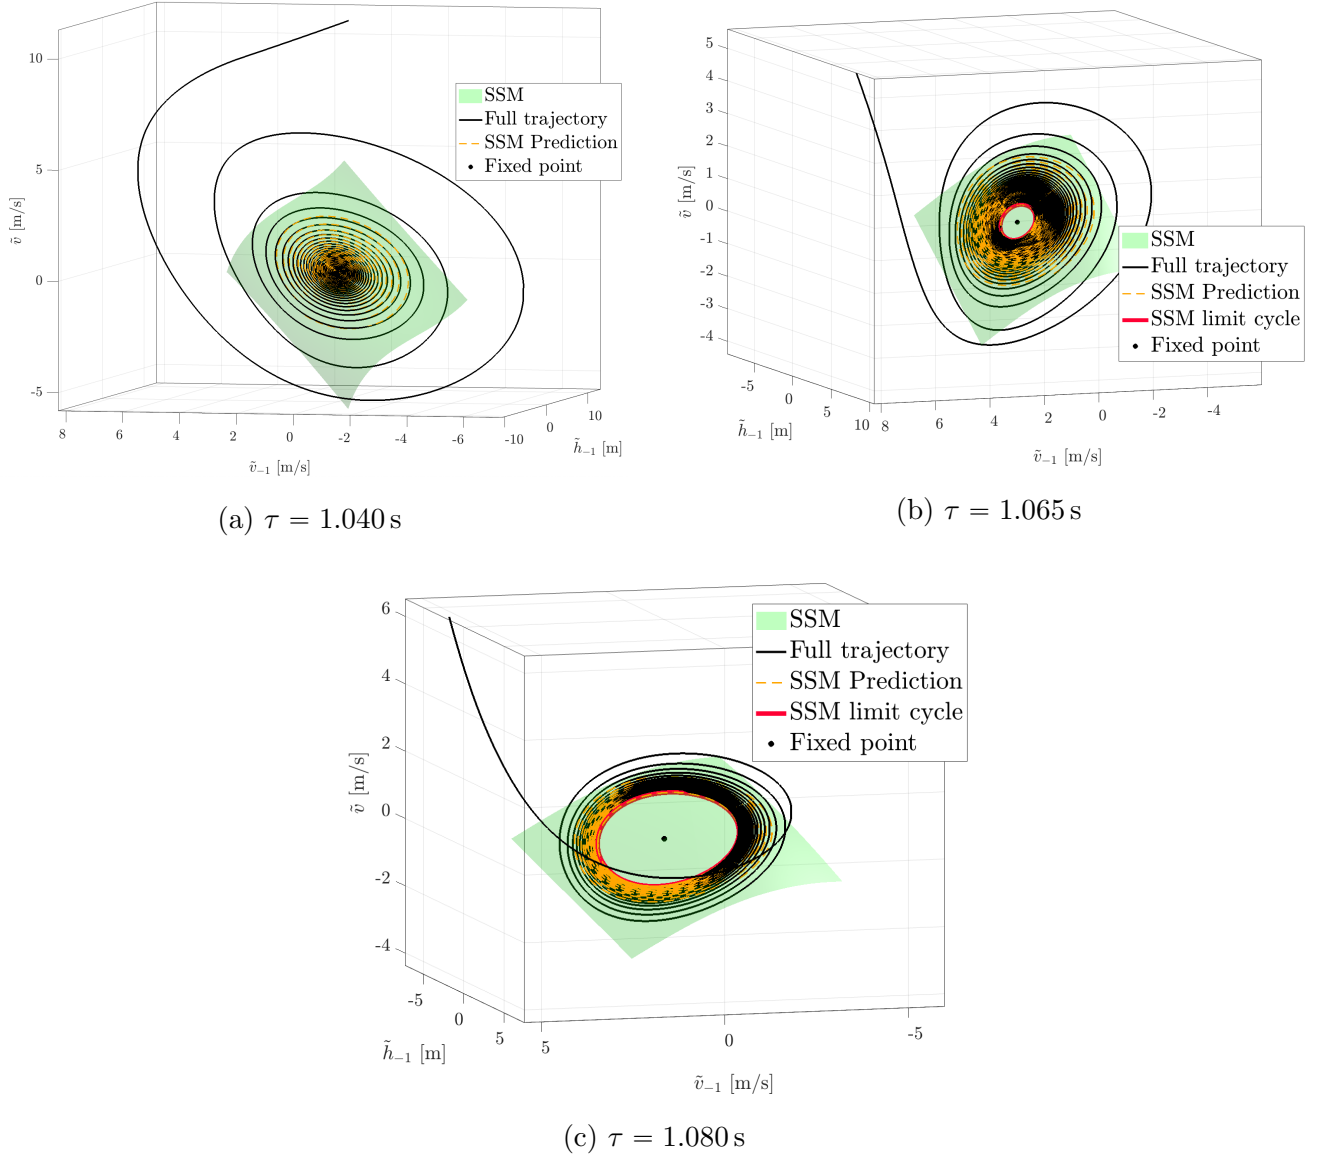 10
5
0
-5
ṽ [m/s]
8 6 4 2 0 -2 -4 -6
-10 0 10
ṽ₋₁ [m/s]
h̃₋₁ [m]
SSM
Full trajectory
SSM Prediction
Fixed point
(a) τ = 1.040 s
5
4
3
2
1
0
-1
-2
-3
-4
ṽ [m/s]
-5 0 5 10
h̃₋₁ [m]
8 6 4 2 0 -2 -4
ṽ₋₁ [m/s]
SSM
Full trajectory
SSM Prediction
SSM limit cycle
Fixed point
(b) τ = 1.065 s
6
4
2
0
-2
-4
ṽ [m/s]
-5 0 5
h̃₋₁ [m]
5 0 -5
ṽ₋₁ [m/s]
SSM
Full trajectory
SSM Prediction
SSM limit cycle
Fixed point
(c) τ = 1.080 s